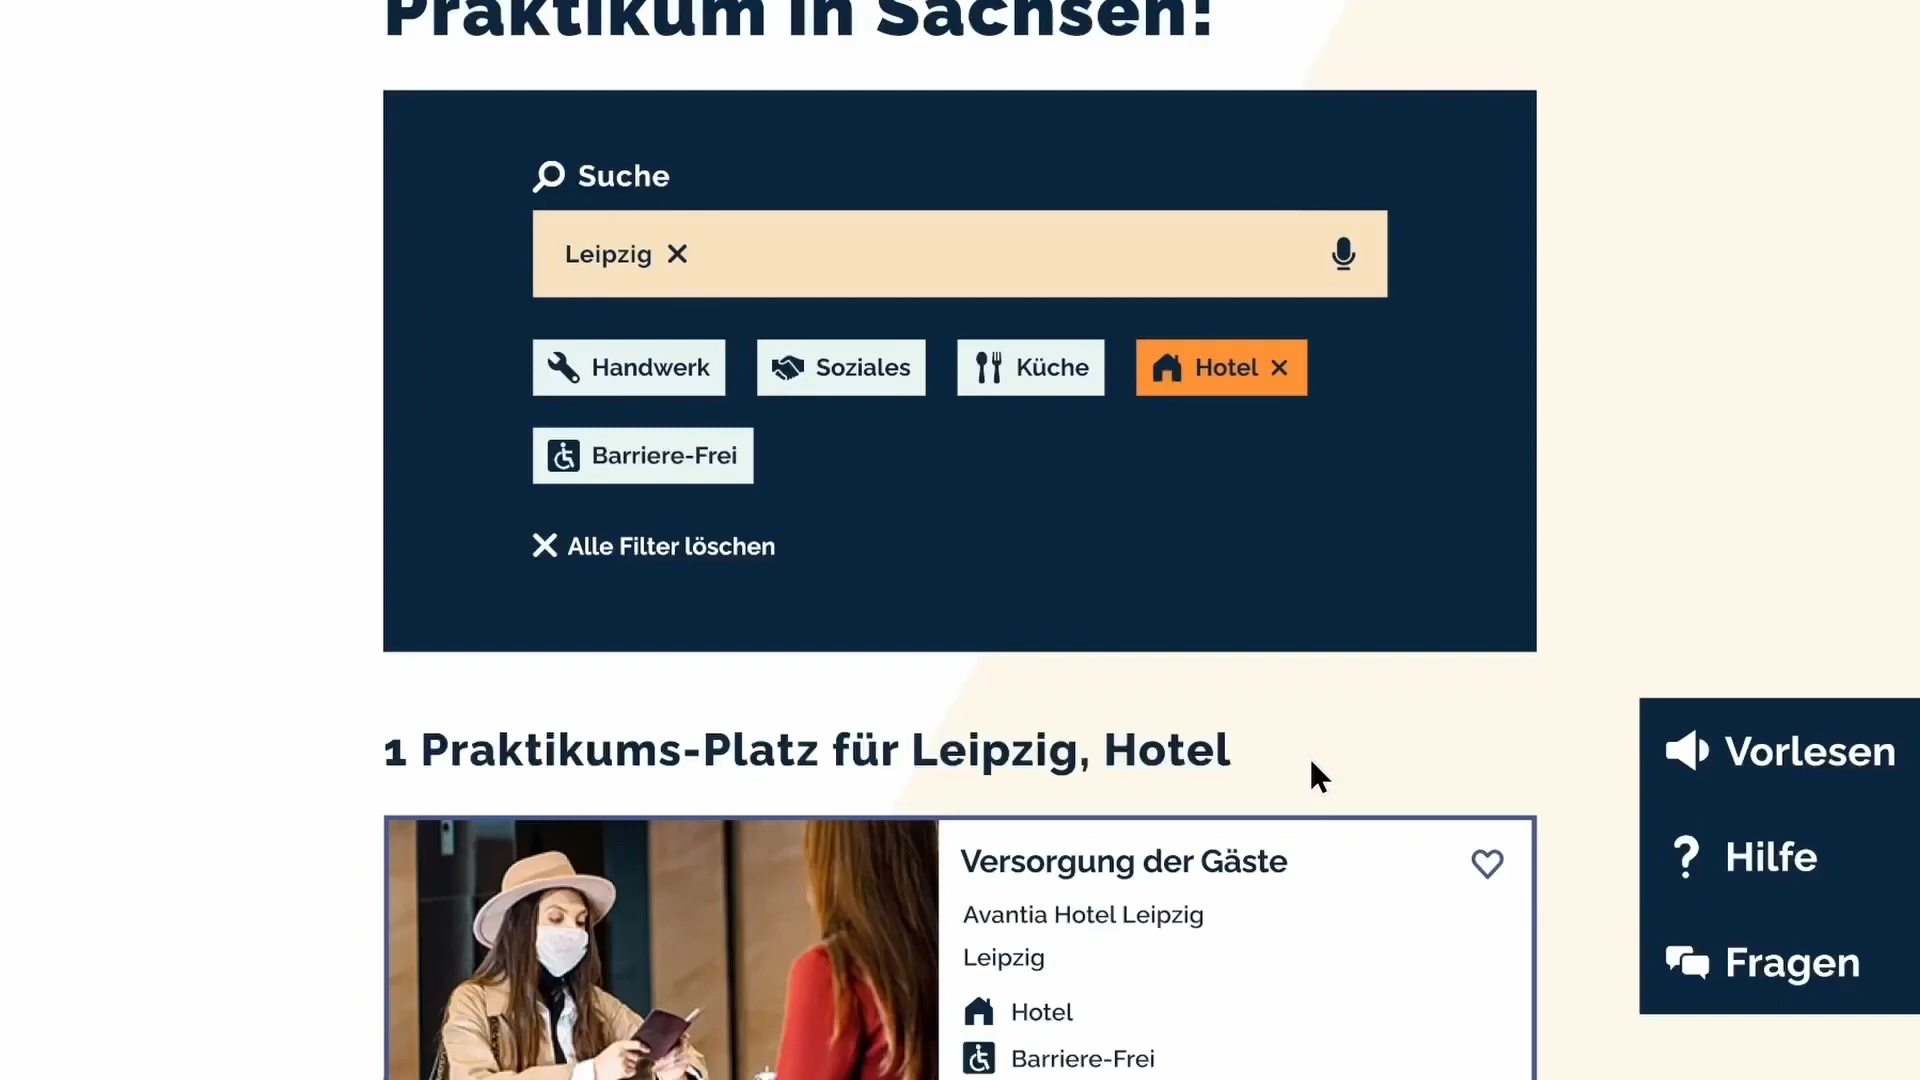 Praktikum in Sachsen!
Suche
Leipzig
Handwerk
Soziales
Küche
Hotel
Barriere-Frei
Alle Filter löschen
1 Praktikums-Platz für Leipzig, Hotel
Versorgung der Gäste
Avantia Hotel Leipzig
Leipzig
Hotel
Barriere-Frei
Vorlesen
Hilfe
Fragen